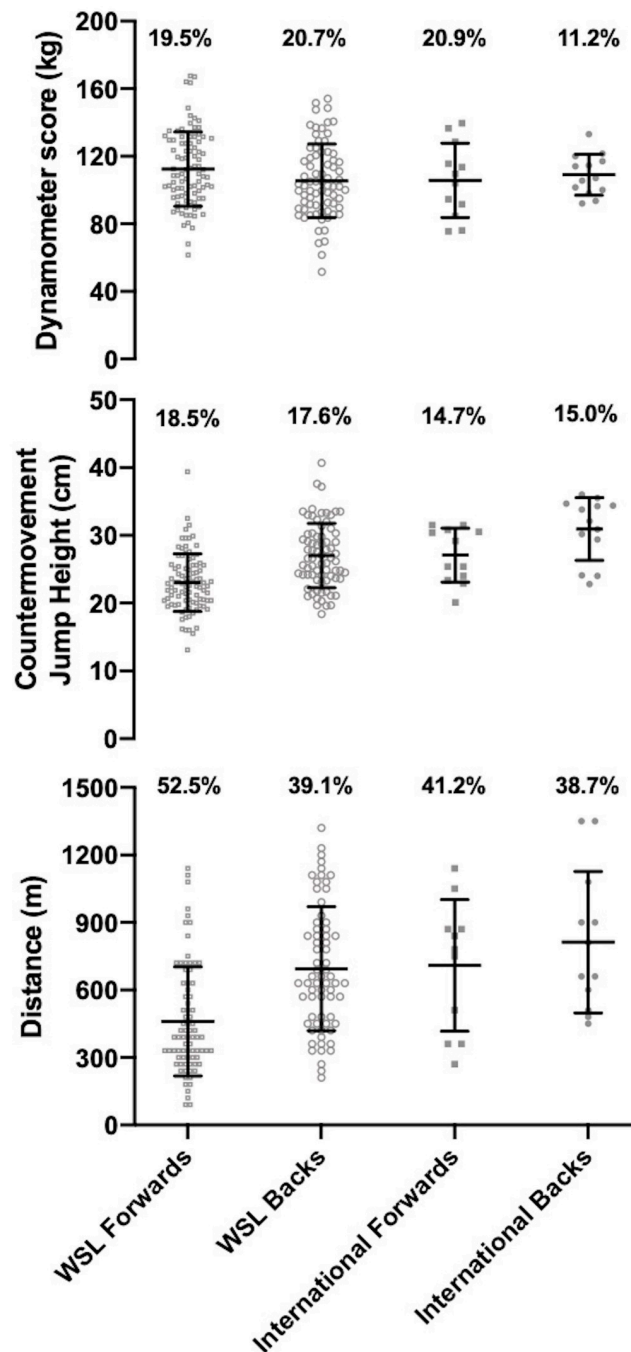 200
19.5% 20.7% 20.9% 11.2%
160
120
80
40
0
Dynamometer score (kg)
50
18.5% 17.6% 14.7% 15.0%
40
30
20
10
0
Countermovement
Jump Height (cm)
1500
52.5% 39.1% 41.2% 38.7%
1200
900
600
300
0
Distance (m)
WSL Forwards
WSL Backs
International Forwards
International Backs